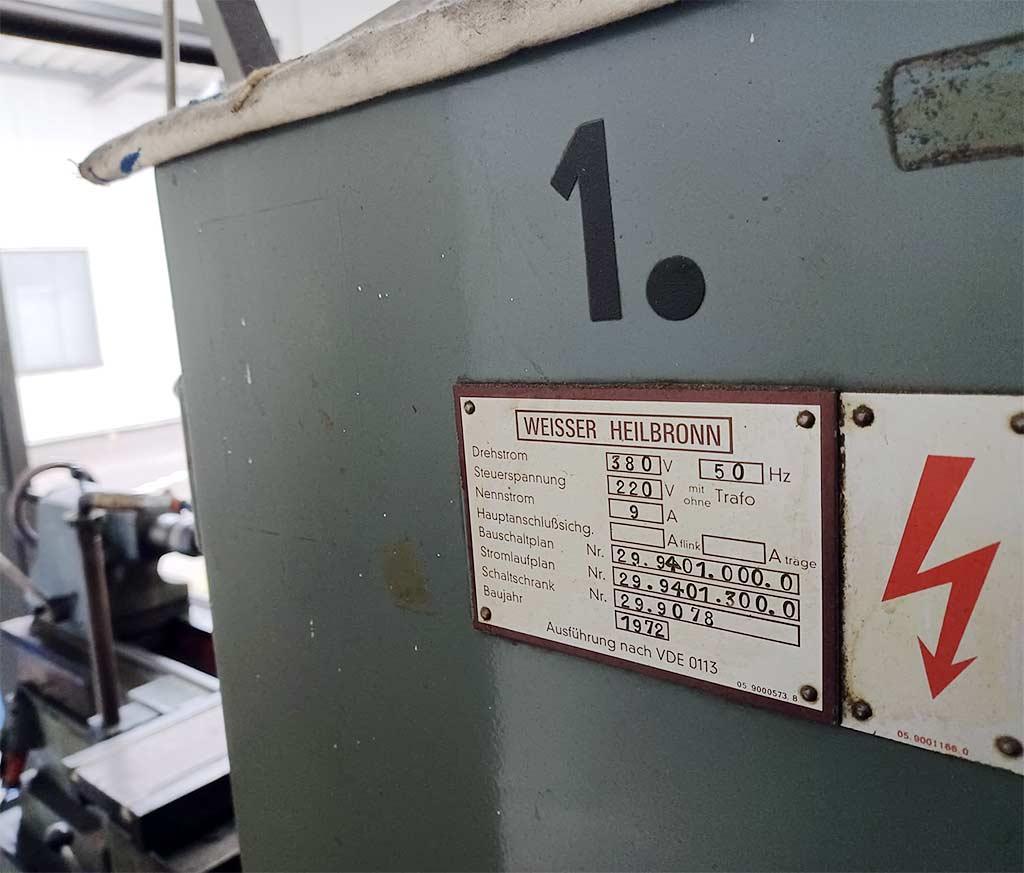 1.
WEISSER HEILBRONN
Drehstrom 380 V 50 Hz
Steuerspannung 220 V mit ohne Trafo
Nennstrom 9 A
Hauptanschlußsichg. A flink A träge
Bauschaltplan Nr. 29.9401.000.0
Stromlaufplan Nr. 29.9401.300.0
Schaltschrank Nr. 29.9078
Baujahr 1972
Ausführung nach VDE 0113
05.9000573.8
05.9001166.0